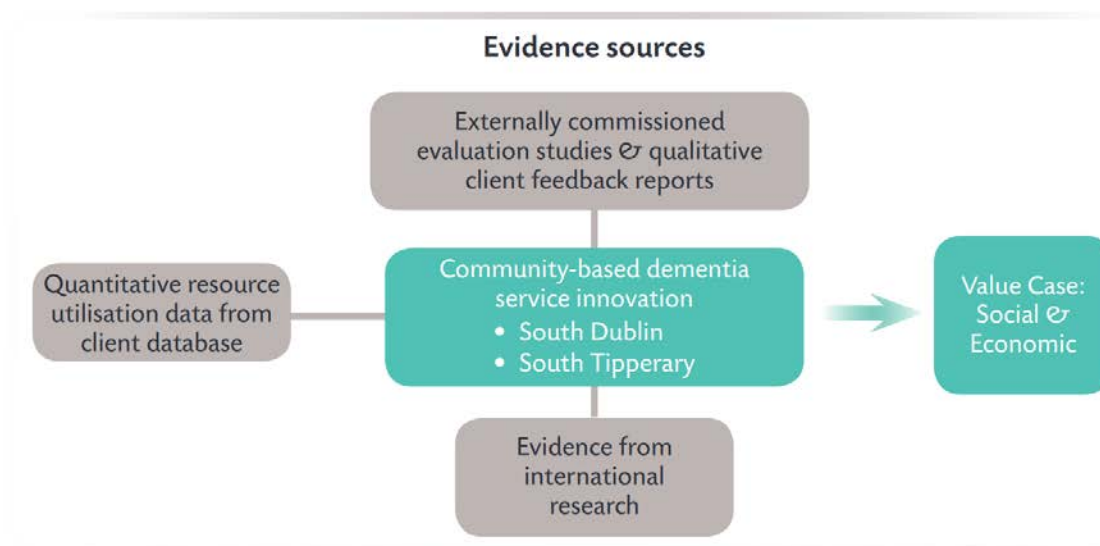 Evidence sources
Externally commissioned
evaluation studies & qualitative
client feedback reports
Quantitative resource
utilisation data from
client database
Community-based dementia
service innovation
• South Dublin
• South Tipperary
Value Case:
Social &
Economic
Evidence from
international
research